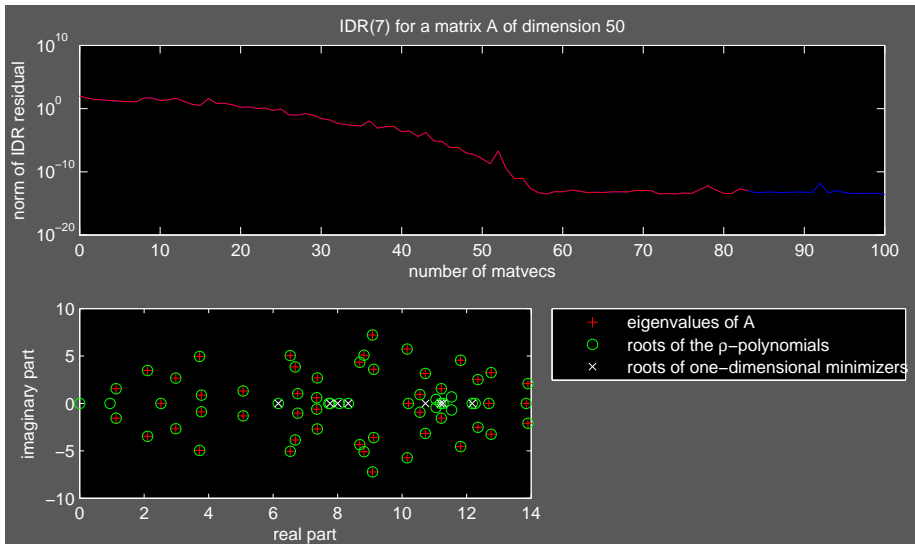 IDR(7) for a matrix A of dimension 50
norm of IDR residual
10^10
10^0
10^-10
10^-20
0 10 20 30 40 50 60 70 80 90 100
number of matvecs
imaginary part
10
5
0
-5
-10
0 2 4 6 8 10 12 14
real part
eigenvalues of A
roots of the ρ-polynomials
roots of one-dimensional minimizers